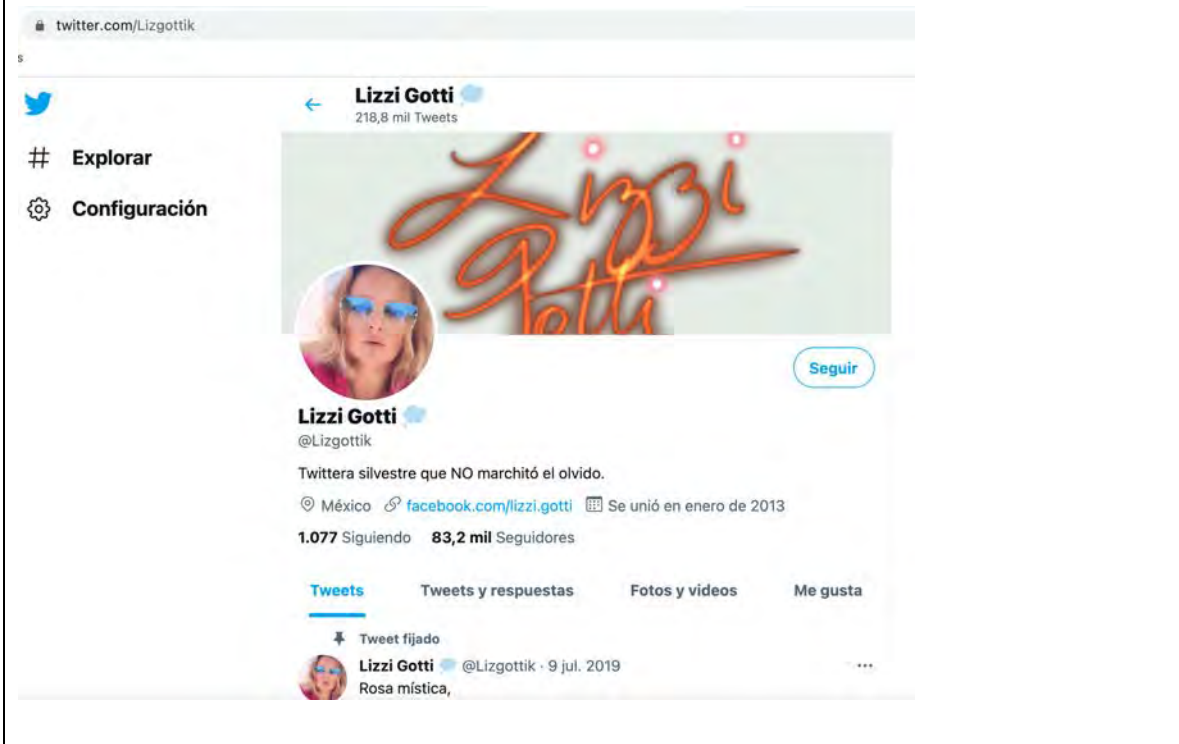 twitter.com/Lizgottik
s
Lizzi Gotti
218,8 mil Tweets
Explorar
Configuración
Lizzi
Gotti
Seguir
Lizzi Gotti
@Lizgottik
Twittera silvestre que NO marchitó el olvido.
México facebook.com/lizzi.gotti Se unió en enero de 2013
1.077 Siguiendo 83,2 mil Seguidores
Tweets Tweets y respuestas Fotos y videos Me gusta
Tweet fijado
Lizzi Gotti @Lizgottik · 9 jul. 2019 ...
Rosa mística,